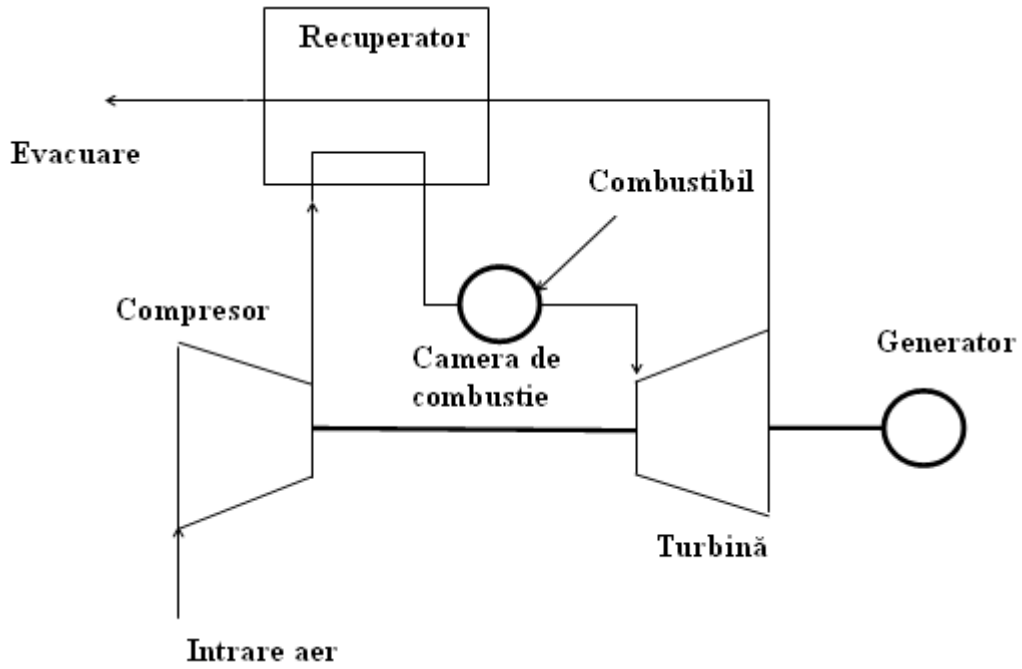 Recuperator
Evacuare
Combustibil
Compresor
Camera de
combustie
Generator
Turbină
Intrare aer